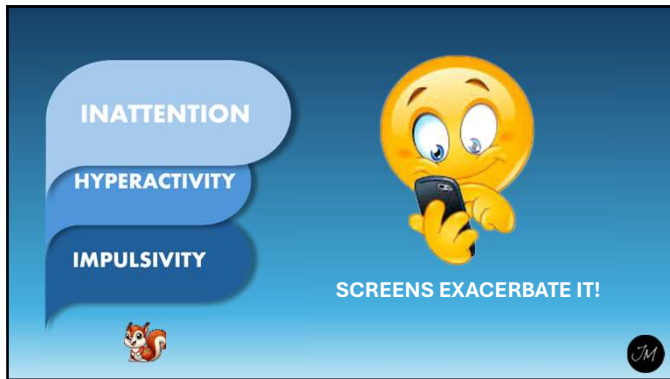 INATTENTION
HYPERACTIVITY
IMPULSIVITY
SCREENS EXACERBATE IT!
JM